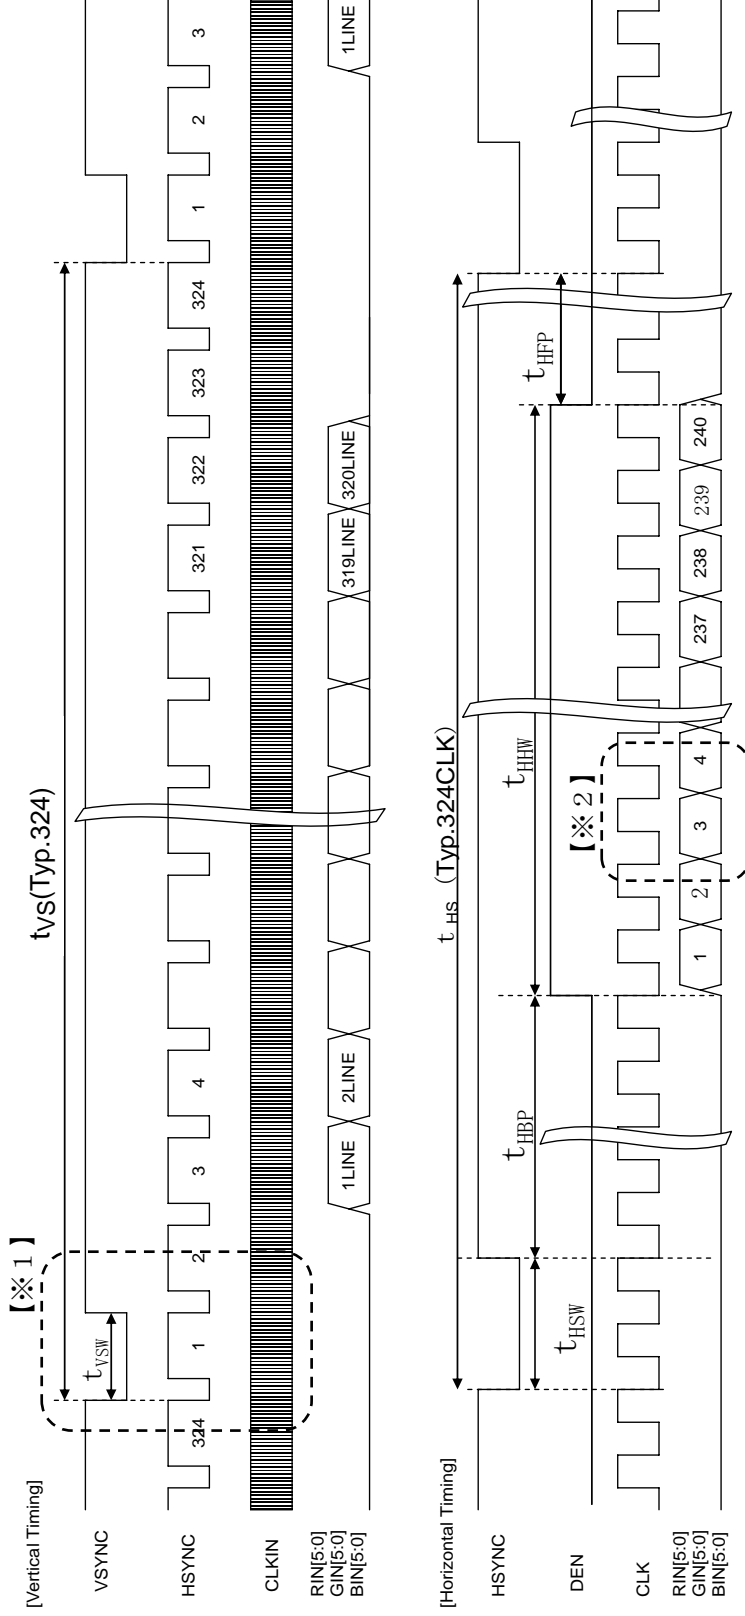 [Vertical Timing]
【※１】
tVS(Typ.324)
VSYNC
tVSW
HSYNC
324
1
2
3
4
321
322
323
324
1
2
3
CLKIN
RIN[5:0]
GIN[5:0]
BIN[5:0]
1LINE
2LINE
319LINE
320LINE
1LINE
[Horizontal Timing]
t HS (Typ.324CLK)
HSYNC
tHSW
tHBP
tHHW
tHFP
DEN
【※２】
CLK
RIN[5:0]
GIN[5:0]
BIN[5:0]
1
2
3
4
237
238
239
240